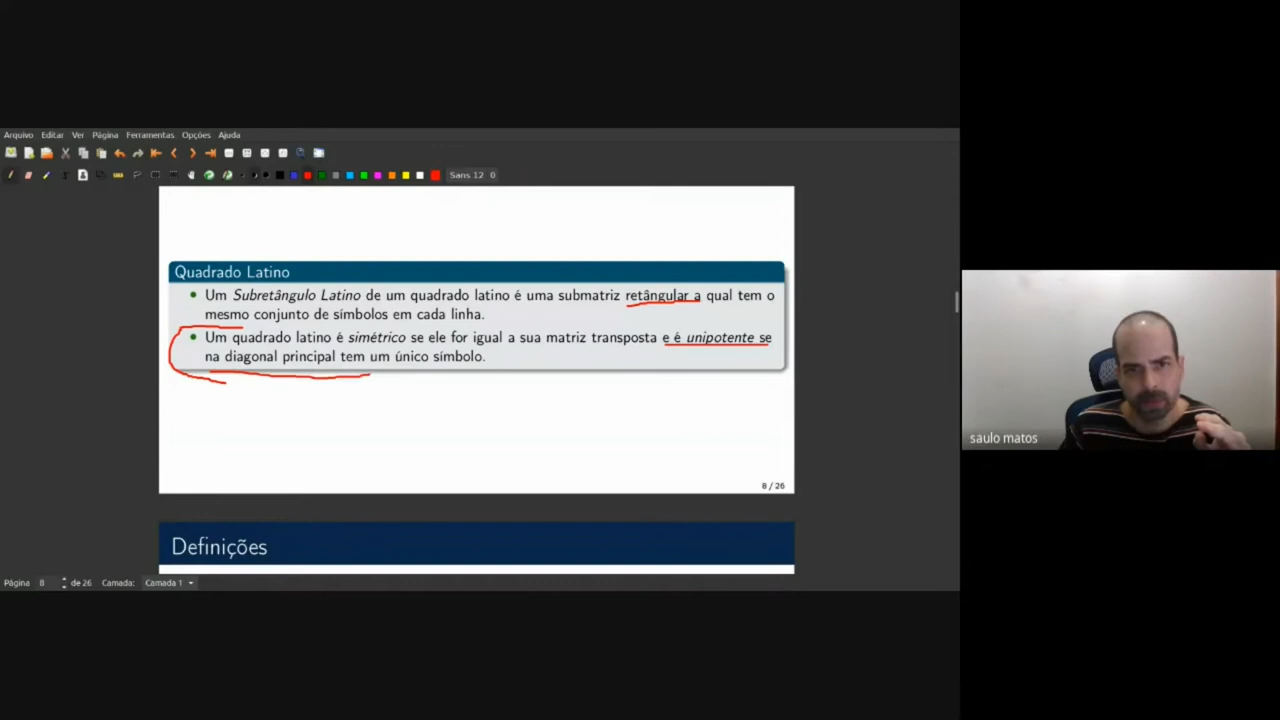 Arquivo Editar Ver Página Ferramentas Opções Ajuda
Sans 12 0
Quadrado Latino
• Um Subretângulo Latino de um quadrado latino é uma submatriz retângular a qual tem o
mesmo conjunto de símbolos em cada linha.
• Um quadrado latino é simétrico se ele for igual a sua matriz transposta e é unipotente se
na diagonal principal tem um único símbolo.
8 / 26
Definições
Página 8 de 26 Camada: Camada 1
saulo matos